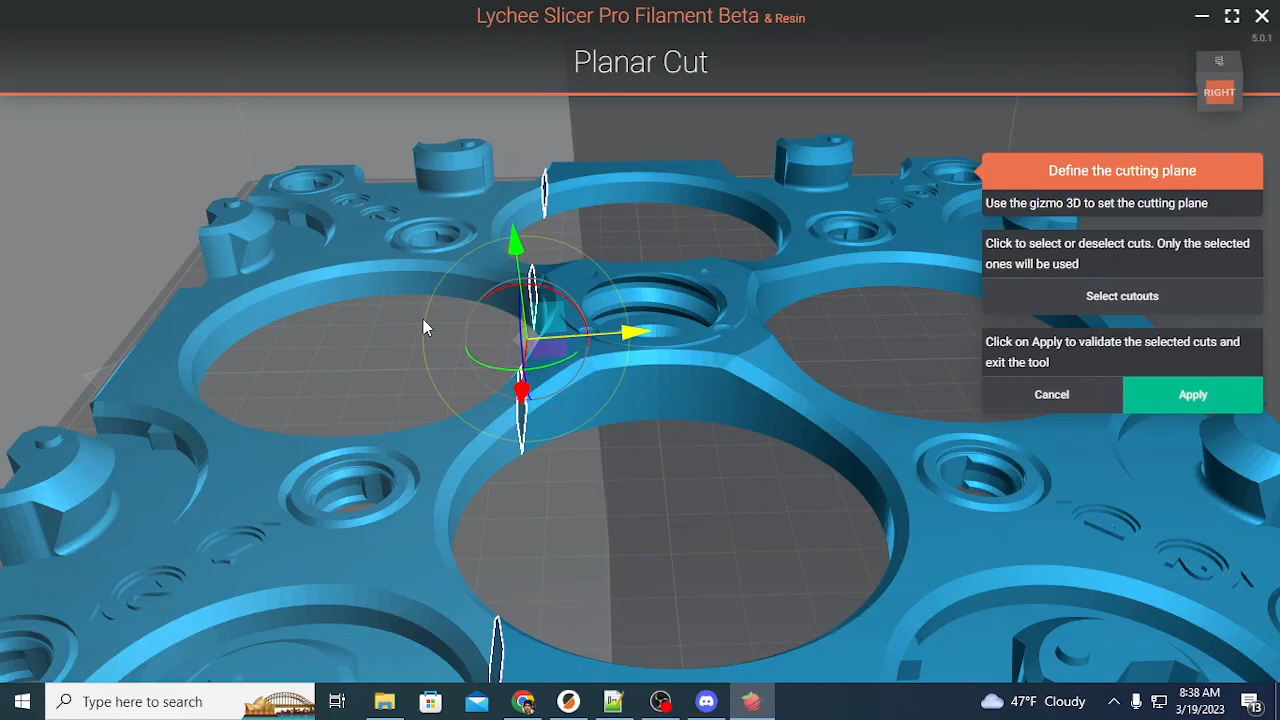 Lychee Slicer Pro Filament Beta & Resin
5.0.1
Planar Cut
RIGHT
Define the cutting plane
Use the gizmo 3D to set the cutting plane
Click to select or deselect cuts. Only the selected
ones will be used
Select cutouts
Click on Apply to validate the selected cuts and
exit the tool
Cancel
Apply
Type here to search
47°F Cloudy
8:38 AM
3/19/2023
13